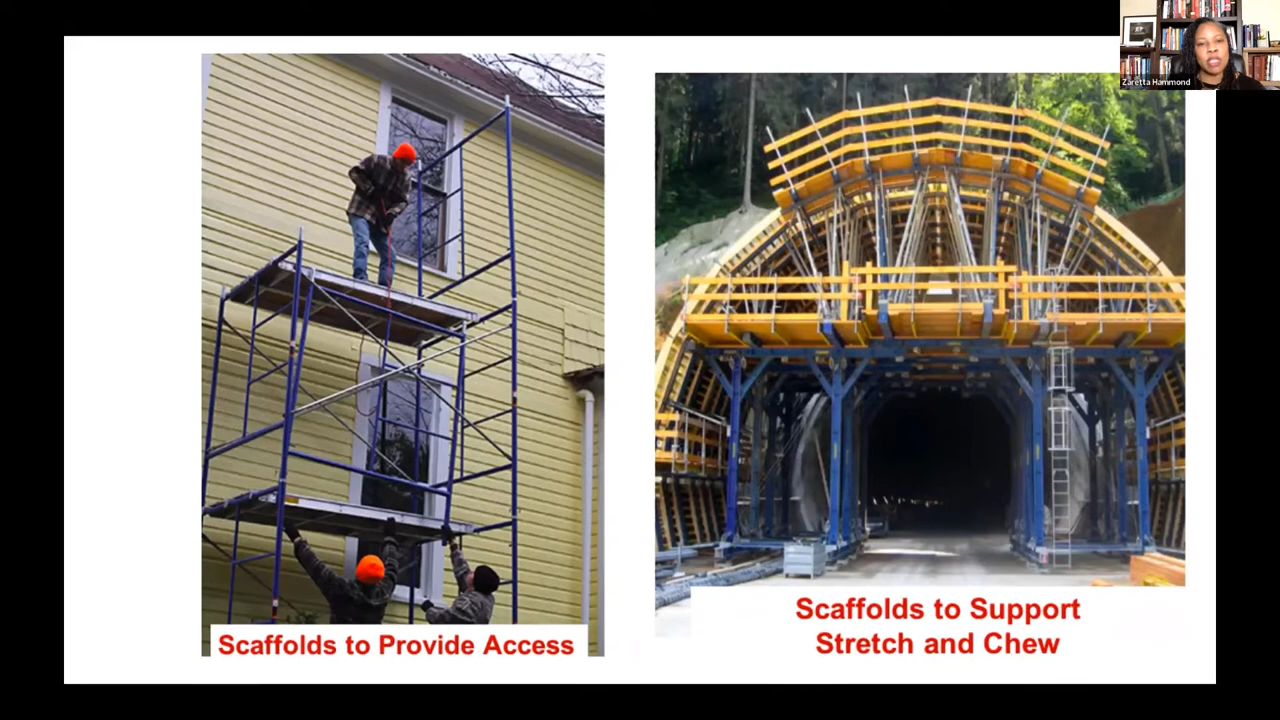 Zaretta Hammond
Scaffolds to Provide Access
Scaffolds to Support
Stretch and Chew